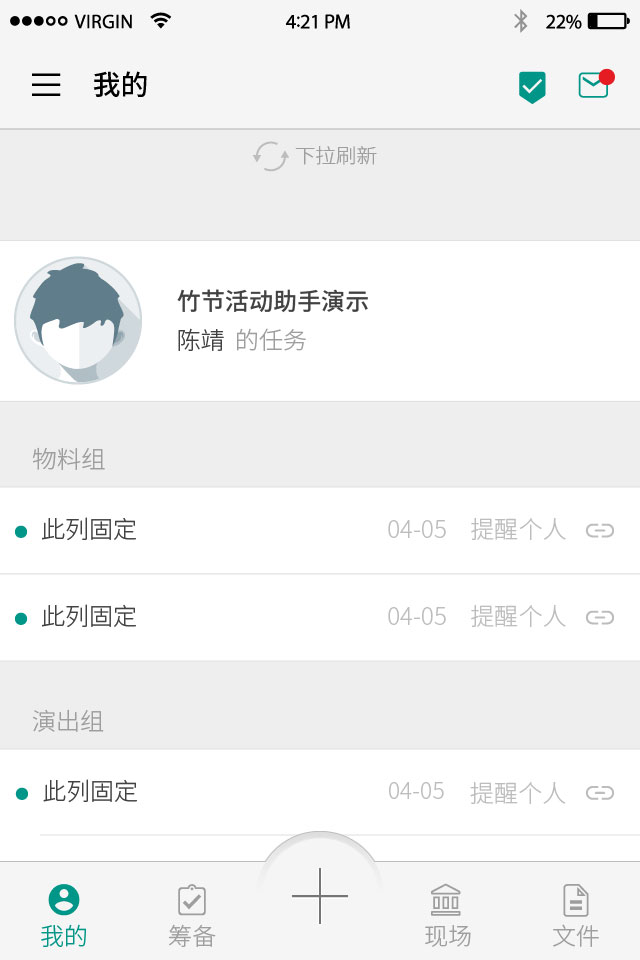 VIRGIN 4:21 PM 22%
我的
下拉刷新
竹节活动助手演示
陈靖 的任务
物料组
此列固定 04-05 提醒个人
此列固定 04-05 提醒个人
演出组
此列固定 04-05 提醒个人
我的 筹备 现场 文件